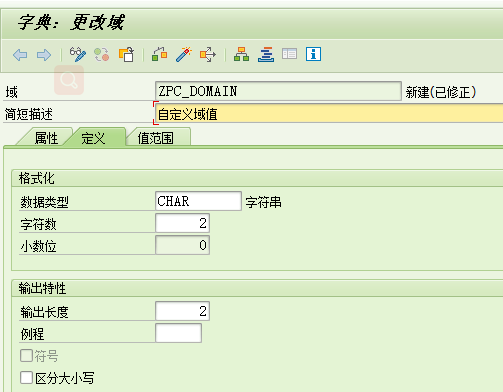 字典: 更改域
域 ZPC_DOMAIN 新建(已修正)
简短描述 自定义域值
属性 定义 值范围
格式化
数据类型 CHAR 字符串
字符数 2
小数位 0
输出特性
输出长度 2
例程
符号
区分大小写